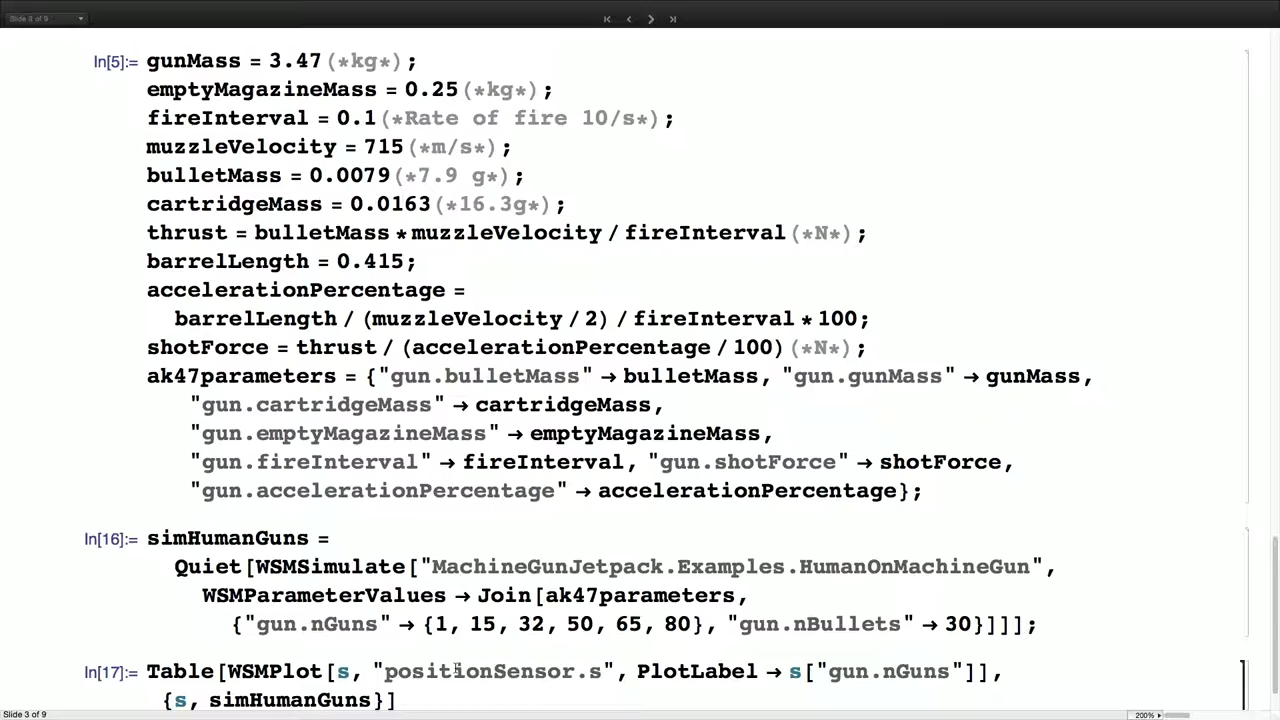 Slide 3 of 9
In[5]:= gunMass = 3.47(*kg*);
emptyMagazineMass = 0.25(*kg*);
fireInterval = 0.1(*Rate of fire 10/s*);
muzzleVelocity = 715(*m/s*);
bulletMass = 0.0079(*7.9 g*);
cartridgeMass = 0.0163(*16.3g*);
thrust = bulletMass*muzzleVelocity/fireInterval(*N*);
barrelLength = 0.415;
accelerationPercentage =
barrelLength/(muzzleVelocity/2)/fireInterval*100;
shotForce = thrust/(accelerationPercentage/100)(*N*);
ak47parameters = {"gun.bulletMass"→bulletMass, "gun.gunMass"→gunMass,
"gun.cartridgeMass"→cartridgeMass,
"gun.emptyMagazineMass"→emptyMagazineMass,
"gun.fireInterval"→fireInterval, "gun.shotForce"→shotForce,
"gun.accelerationPercentage"→accelerationPercentage};
In[16]:= simHumanGuns =
Quiet[WSMSimulate["MachineGunJetpack.Examples.HumanOnMachineGun",
WSMParameterValues→Join[ak47parameters,
{"gun.nGuns"→{1, 15, 32, 50, 65, 80}, "gun.nBullets"→30}]]];
In[17]:= Table[WSMPlot[s, "positionSensor.s", PlotLabel→s["gun.nGuns"]],
{s, simHumanGuns}]
Slide 3 of 9
200%